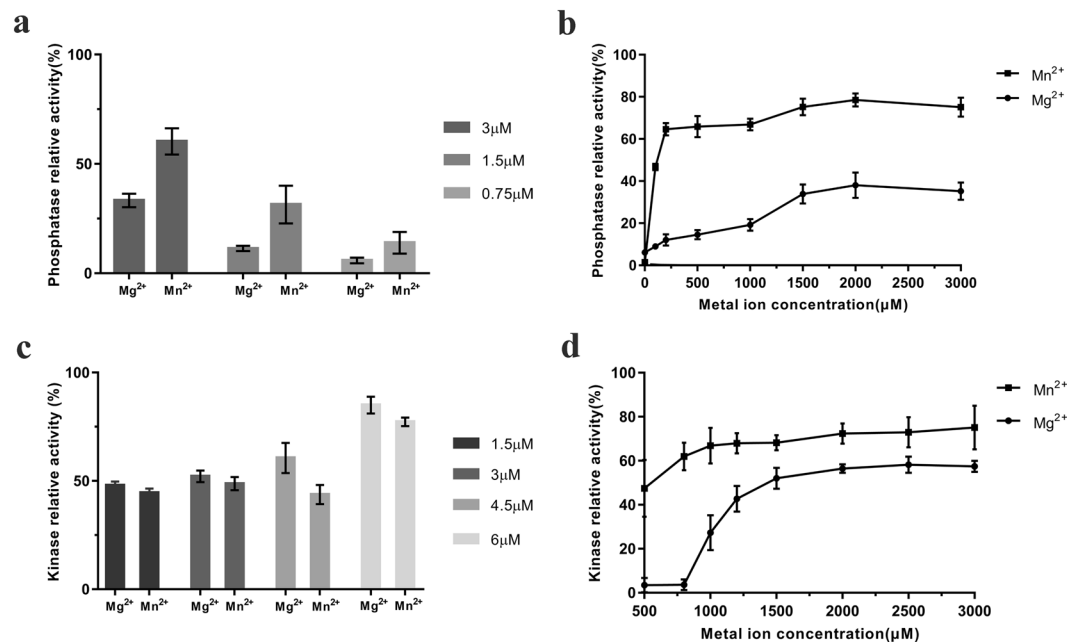 a
Phosphatase relative activity(%)
100
50
0
Mg²⁺ Mn²⁺ Mg²⁺ Mn²⁺ Mg²⁺ Mn²⁺
3μM
1.5μM
0.75μM
b
Phosphatase relative activity(%)
100
80
60
40
20
0
0 500 1000 1500 2000 2500 3000
Metal ion concentration(μM)
Mn²⁺
Mg²⁺
c
Kinase relative activity (%)
100
50
0
Mg²⁺ Mn²⁺ Mg²⁺ Mn²⁺ Mg²⁺ Mn²⁺ Mg²⁺ Mn²⁺
1.5μM
3μM
4.5μM
6μM
d
Kinase relative activity(%)
100
80
60
40
20
0
500 1000 1500 2000 2500 3000
Metal ion concentration(μM)
Mn²⁺
Mg²⁺